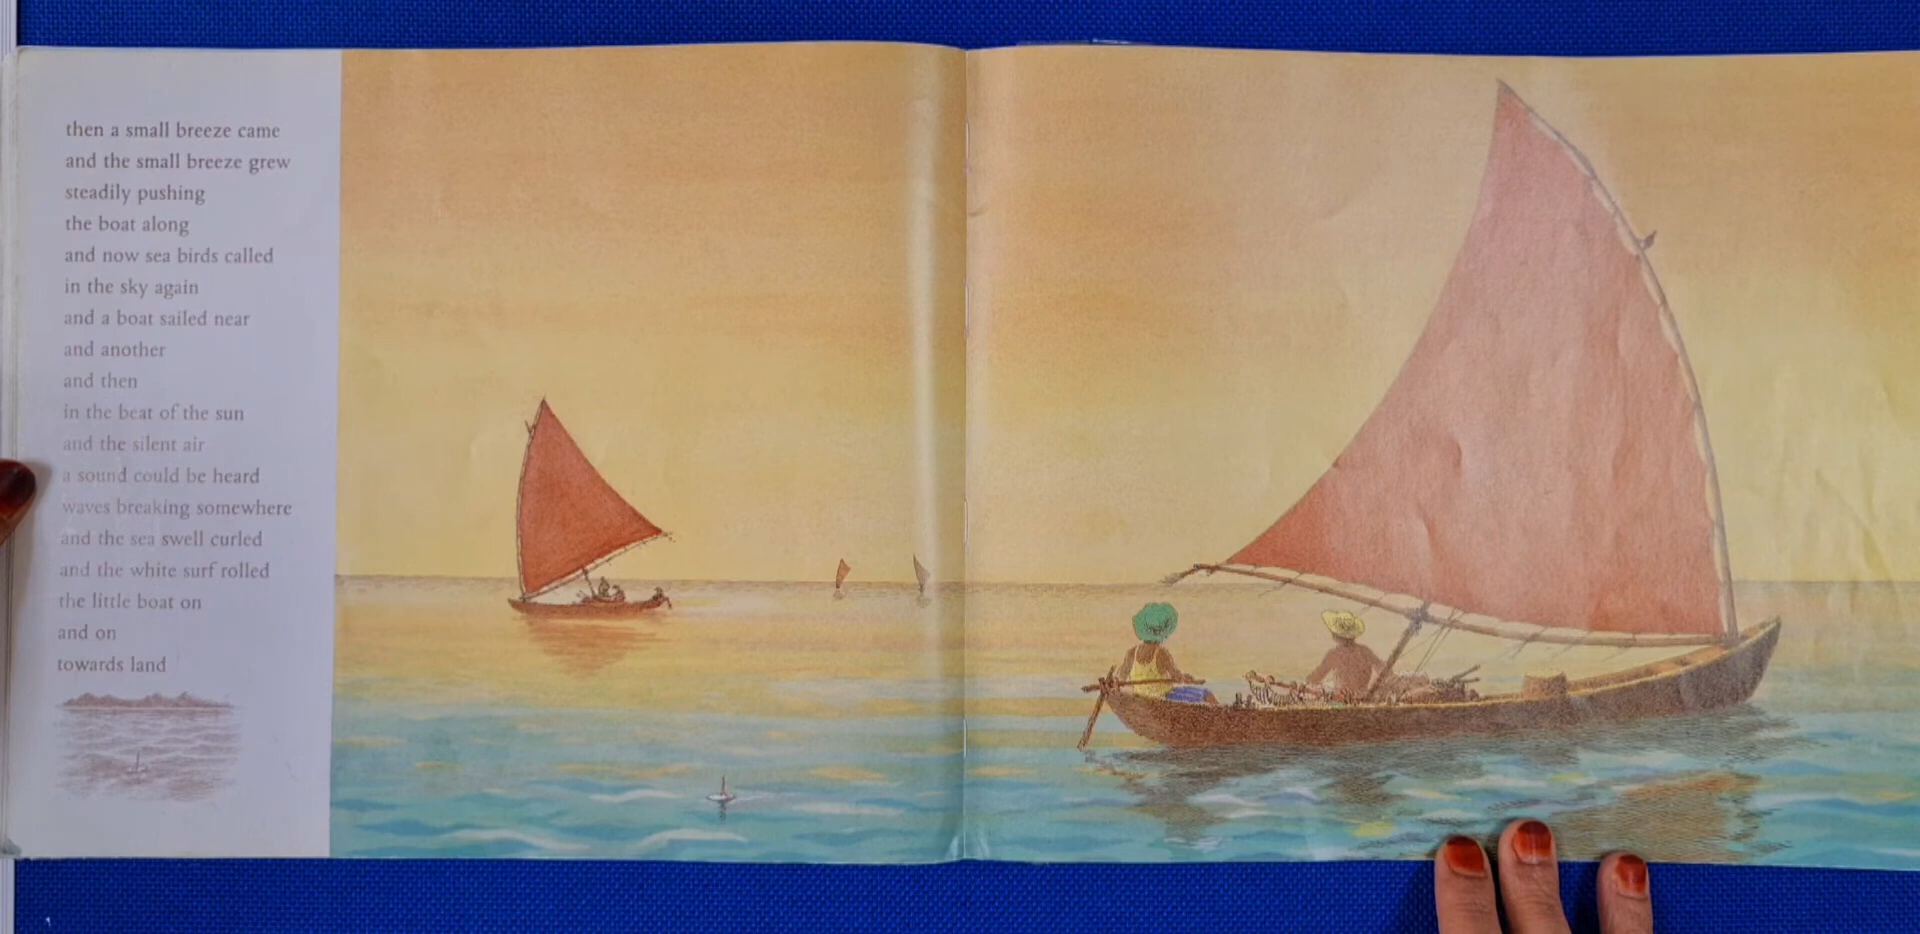 then a small breeze came
and the small breeze grew
steadily pushing
the boat along
and now sea birds called
in the sky again
and a boat sailed near
and another
and then
in the beat of the sun
and the silent air
a sound could be heard
waves breaking somewhere
and the sea swell curled
and the white surf rolled
the little boat on
and on
towards land